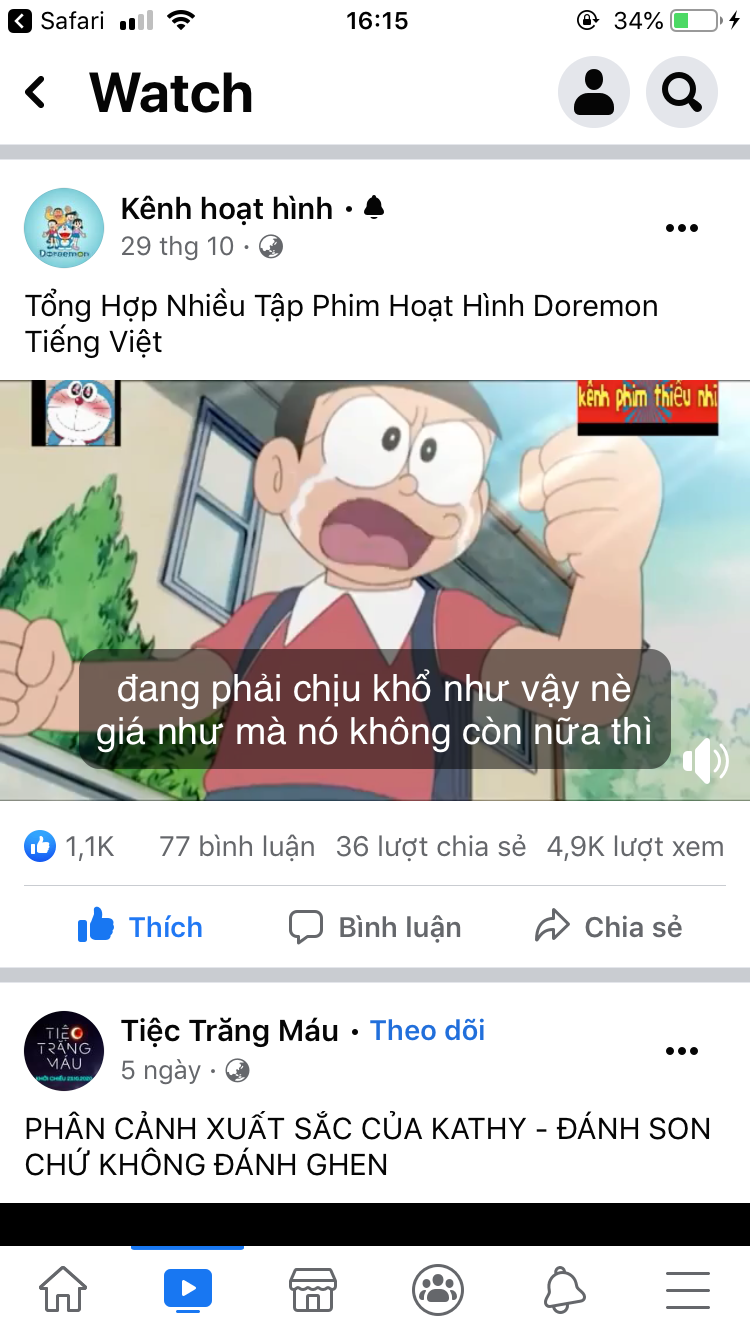 Safari
16:15
34%
Watch
Kênh hoạt hình ·
29 thg 10 ·
Doraemon
Tổng Hợp Nhiều Tập Phim Hoạt Hình Doremon
Tiếng Việt
kênh phim thiếu nhi
đang phải chịu khổ như vậy nè
giá như mà nó không còn nữa thì
1,1K 77 bình luận 36 lượt chia sẻ 4,9K lượt xem
Thích Bình luận Chia sẻ
Tiệc Trăng Máu · Theo dõi
5 ngày ·
TIỆC
TRĂNG
MÁU
PHÂN CẢNH XUẤT SẮC CỦA KATHY - ĐÁNH SON
CHỨ KHÔNG ĐÁNH GHEN